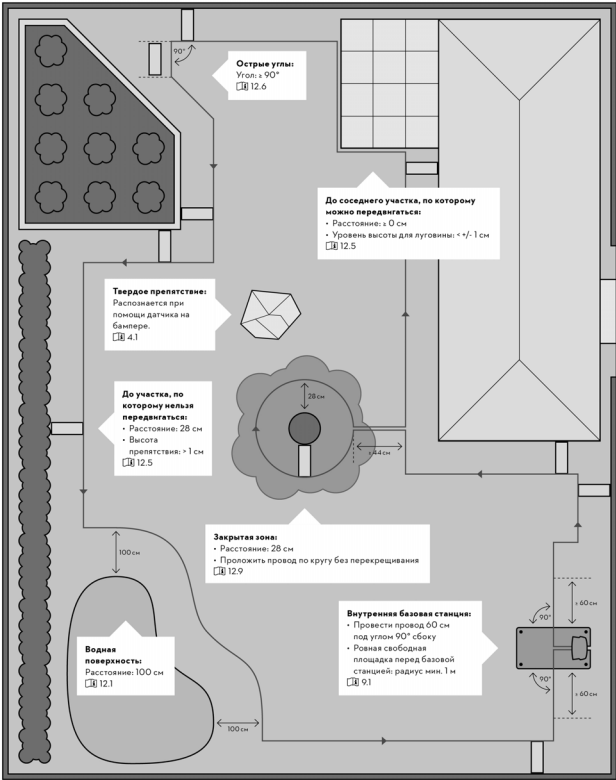 90°
Острые углы:
Угол: ≥ 90°
12.6
До соседнего участка, по которому
можно передвигаться:
• Расстояние: ≥ 0 см
• Уровень высоты для луговины: < +/- 1 см
12.5
Твердое препятствие:
Распознается при
помощи датчика на
бампере.
4.1
28 см
До участка, по
которому нельзя
передвигаться:
• Расстояние: 28 см
• Высота
препятствия: > 1 см
12.5
≥ 44 см
Закрытая зона:
• Расстояние: 28 см
• Проложить провод по кругу без перекрещивания
12.9
100 см
Внутренняя базовая станция:
• Провести провод 60 см
под углом 90° сбоку
• Ровная свободная
площадка перед базовой
станцией: радиус мин. 1 м
9.1
≥ 60 см
90°
90°
≥ 60 см
Водная
поверхность:
Расстояние: 100 см
12.1
100 см